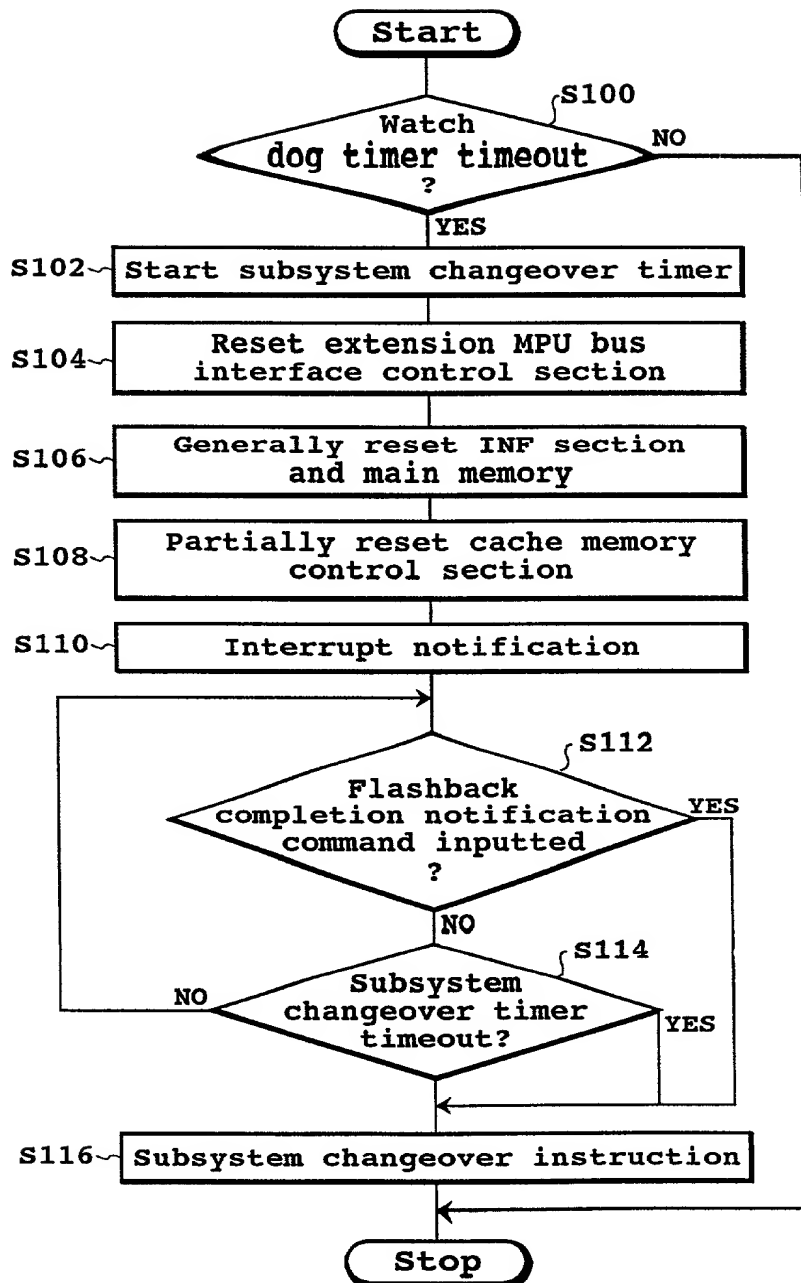 Start
S100
Watch
dog timer timeout
?
NO
YES
S102
Start subsystem changeover timer
S104
Reset extension MPU bus
interface control section
S106
Generally reset INF section
and main memory
S108
Partially reset cache memory
control section
S110
Interrupt notification
S112
Flashback
completion notification
command inputted
?
YES
NO
S114
Subsystem
changeover timer
timeout?
NO
YES
S116
Subsystem changeover instruction
Stop